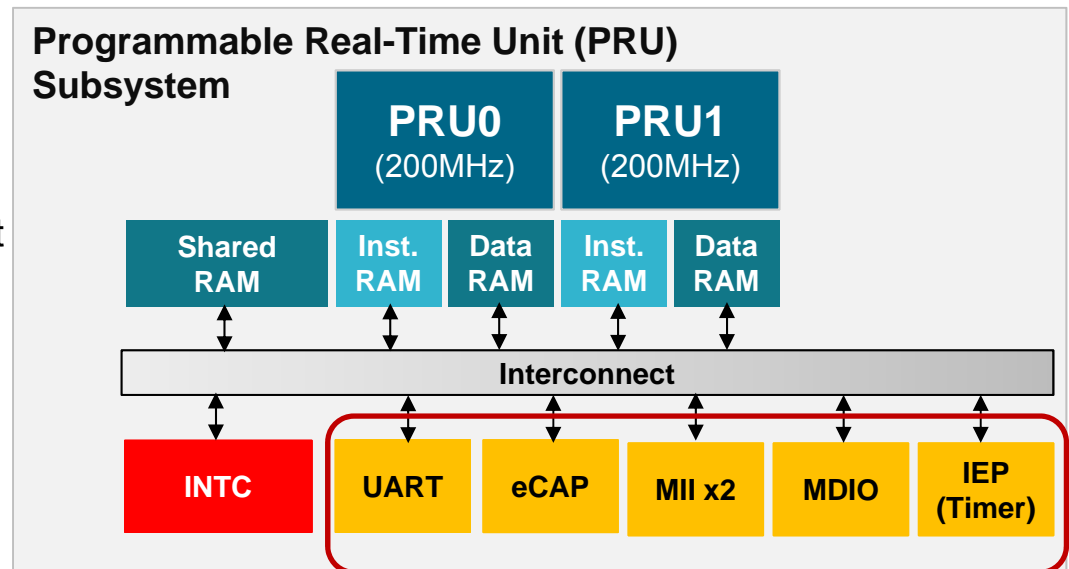 Programmable Real-Time Unit (PRU)
Subsystem
PRU0
(200MHz)
PRU1
(200MHz)
t
Shared
RAM
Inst.
RAM
Data
RAM
Inst.
RAM
Data
RAM
Interconnect
INTC
UART
eCAP
MII x2
MDIO
IEP
(Timer)